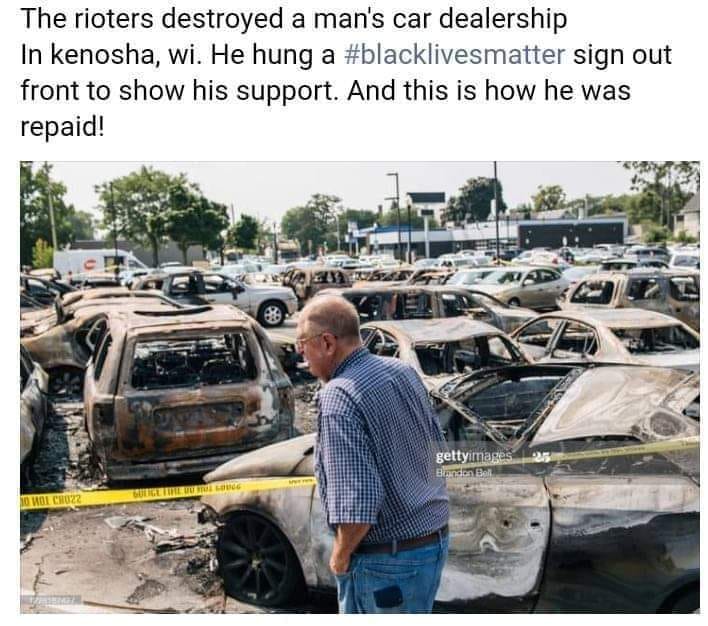 The rioters destroyed a man's car dealership
In kenosha, wi. He hung a #blacklivesmatter sign out
front to show his support. And this is how he was
repaid!
gettyimages
Brandon Bell